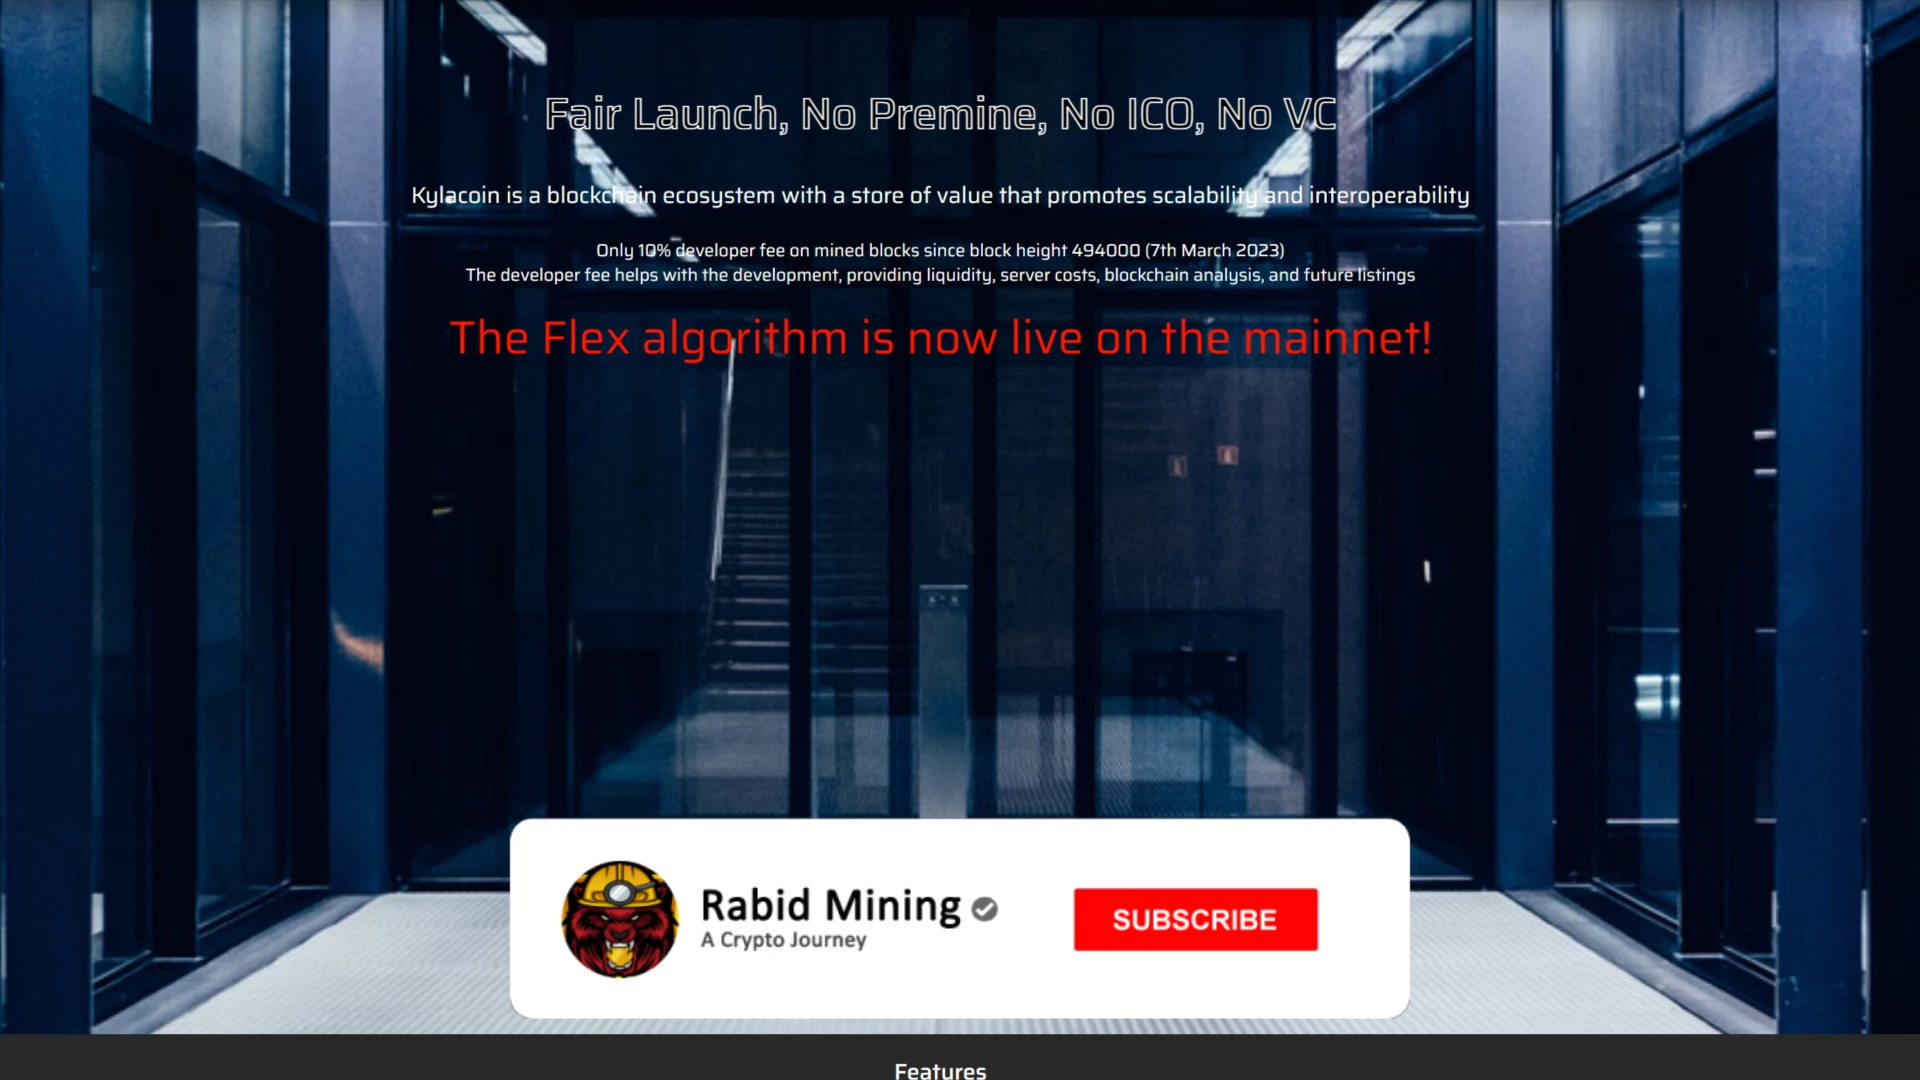 Fair Launch, No Premine, No ICO, No VC
Kylacoin is a blockchain ecosystem with a store of value that promotes scalability and interoperability
Only 10% developer fee on mined blocks since block height 494000 (7th March 2023)
The developer fee helps with the development, providing liquidity, server costs, blockchain analysis, and future listings
The Flex algorithm is now live on the mainnet!
Rabid Mining
A Crypto Journey
SUBSCRIBE
Features